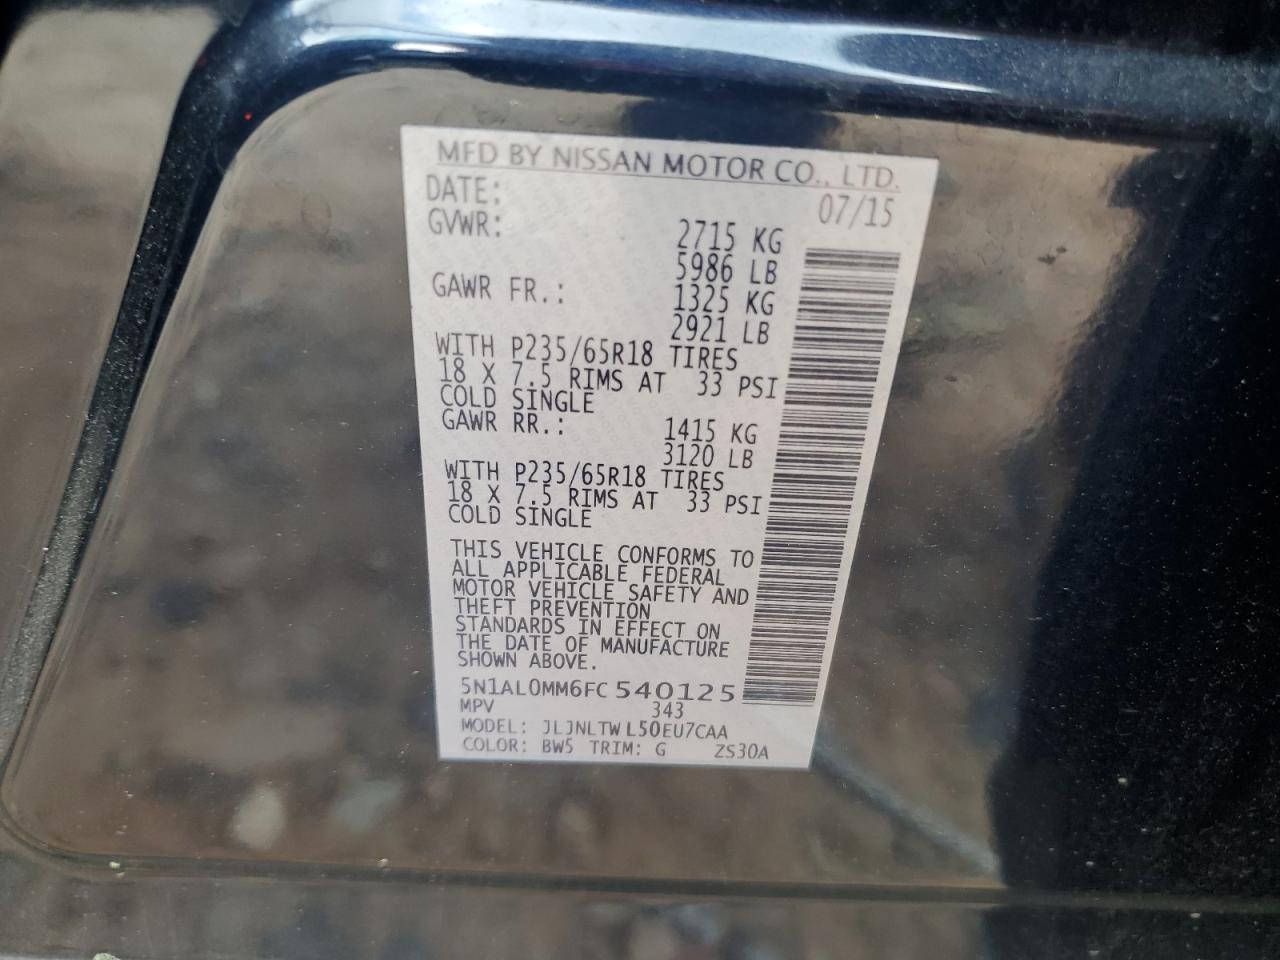 MFD BY NISSAN MOTOR CO., LTD.
DATE: 07/15
GVWR: 2715 KG
5986 LB
GAWR FR.: 1325 KG
2921 LB
WITH P235/65R18 TIRES
18 X 7.5 RIMS AT 33 PSI
COLD SINGLE
GAWR RR.: 1415 KG
3120 LB
WITH P235/65R18 TIRES
18 X 7.5 RIMS AT 33 PSI
COLD SINGLE
THIS VEHICLE CONFORMS TO
ALL APPLICABLE FEDERAL
MOTOR VEHICLE SAFETY AND
THEFT PREVENTION
STANDARDS IN EFFECT ON
THE DATE OF MANUFACTURE
SHOWN ABOVE.
5N1AL0MM6FC 540125
MPV 343
MODEL: JLJNLTW L50EU7CAA
COLOR: BW5 TRIM: G ZS30A